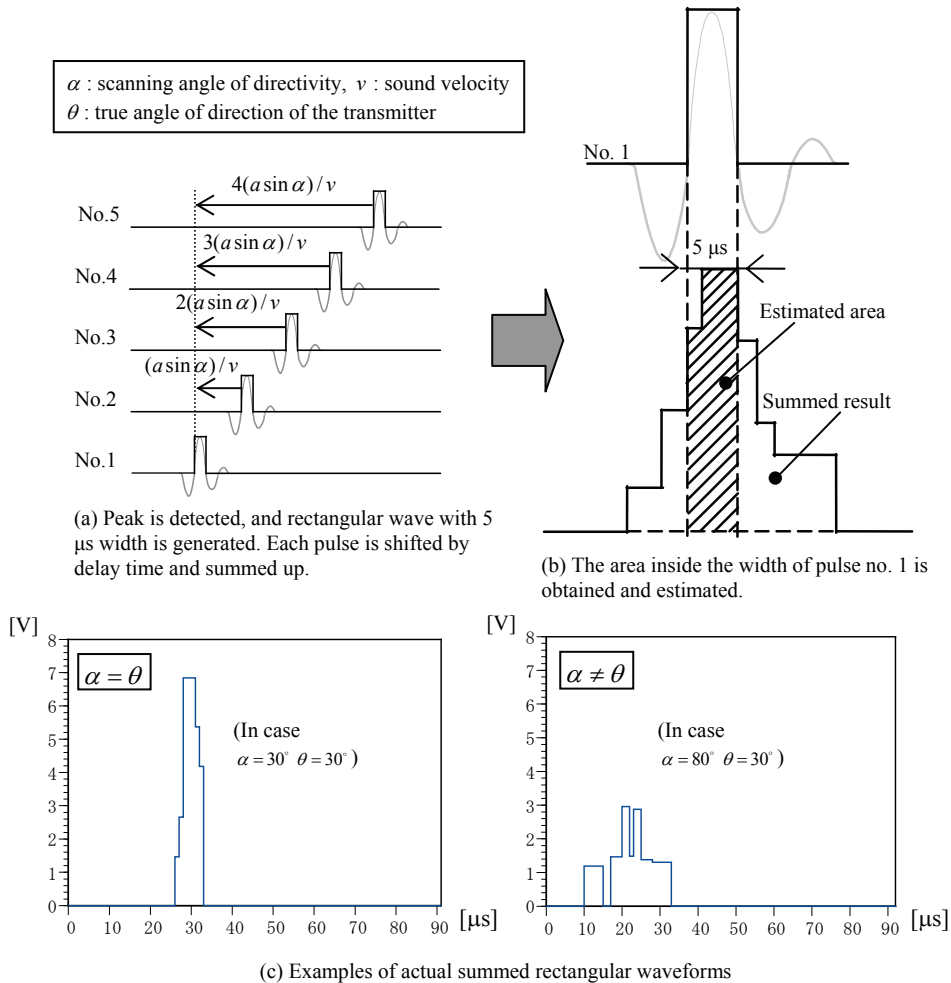 α : scanning angle of directivity, v : sound velocity
θ : true angle of direction of the transmitter
No.5
4(a sin α) / v
No.4
3(a sin α) / v
No.3
2(a sin α) / v
No.2
(a sin α) / v
No.1
(a) Peak is detected, and rectangular wave with 5
μs width is generated. Each pulse is shifted by
delay time and summed up.
No. 1
5 μs
Estimated area
Summed result
(b) The area inside the width of pulse no. 1 is
obtained and estimated.
[V]
8
7
6
5
4
3
2
1
0
α = θ
(In case
α = 30° θ = 30° )
0 10 20 30 40 50 60 70 80 90 [μs]
[V]
8
7
6
5
4
3
2
1
0
α ≠ θ
(In case
α = 80° θ = 30° )
0 10 20 30 40 50 60 70 80 90 [μs]
(c) Examples of actual summed rectangular waveforms